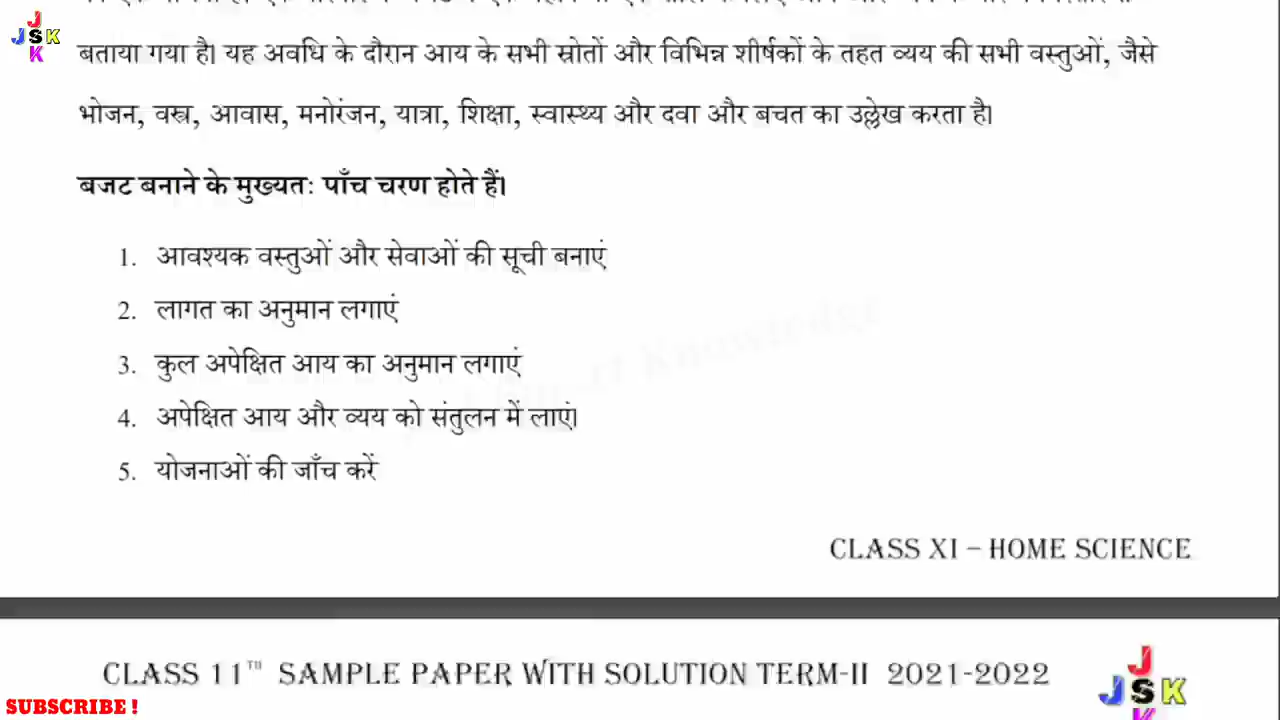 J
JSK
K
बताया गया है। यह अवधि के दौरान आय के सभी स्रोतों और विभिन्न शीर्षकों के तहत व्यय की सभी वस्तुओं, जैसे
भोजन, वस्त्र, आवास, मनोरंजन, यात्रा, शिक्षा, स्वास्थ्य और दवा और बचत का उल्लेख करता है।
बजट बनाने के मुख्यतः पाँच चरण होते हैं।
1. आवश्यक वस्तुओं और सेवाओं की सूची बनाएं
2. लागत का अनुमान लगाएं
3. कुल अपेक्षित आय का अनुमान लगाएं
4. अपेक्षित आय और व्यय को संतुलन में लाएं।
5. योजनाओं की जाँच करें
Knowledge
CLASS XI – HOME SCIENCE
CLASS 11TH SAMPLE PAPER WITH SOLUTION TERM-II 2021-2022
J
JSK
K
SUBSCRIBE !